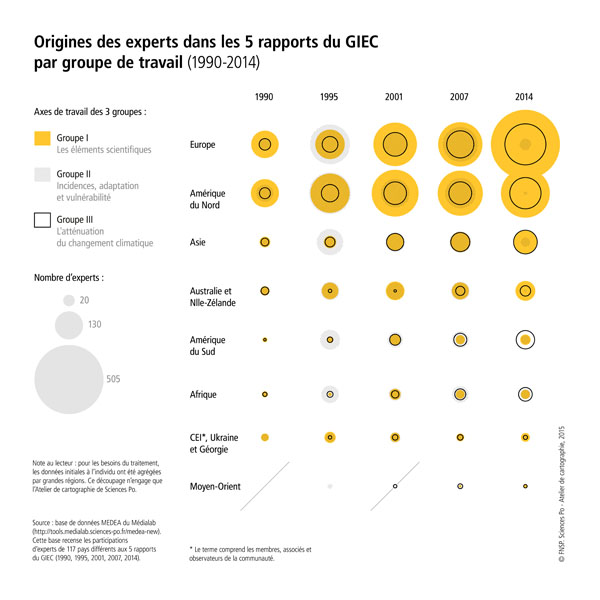 Origines des experts dans les 5 rapports du GIEC
par groupe de travail (1990-2014)
Axes de travail des 3 groupes :
Groupe I
Les éléments scientifiques
Groupe II
Incidences, adaptation
et vulnérabilité
Groupe III
L'atténuation
du changement climatique
Nombre d'experts :
20
130
505
1990
1995
2001
2007
2014
Europe
Amérique
du Nord
Asie
Australie et
Nlle-Zélande
Amérique
du Sud
Afrique
CEI*, Ukraine
et Géorgie
Moyen-Orient
Note au lecteur : pour les besoins du traitement,
les données initiales à l'individu ont été agrégées
par grandes régions. Ce découpage n'engage que
l'Atelier de cartographie de Sciences Po.
Source : base de données MEDEA du Médialab
(http://tools.medialab.sciences-po.fr/medea-new).
Cette base recense les participations
d'experts de 117 pays différents aux 5 rapports
du GIEC (1990, 1995, 2001, 2007, 2014).
* Le terme comprend les membres, associés et
observateurs de la communauté.
© FNSP. Sciences Po - Atelier de cartographie, 2015